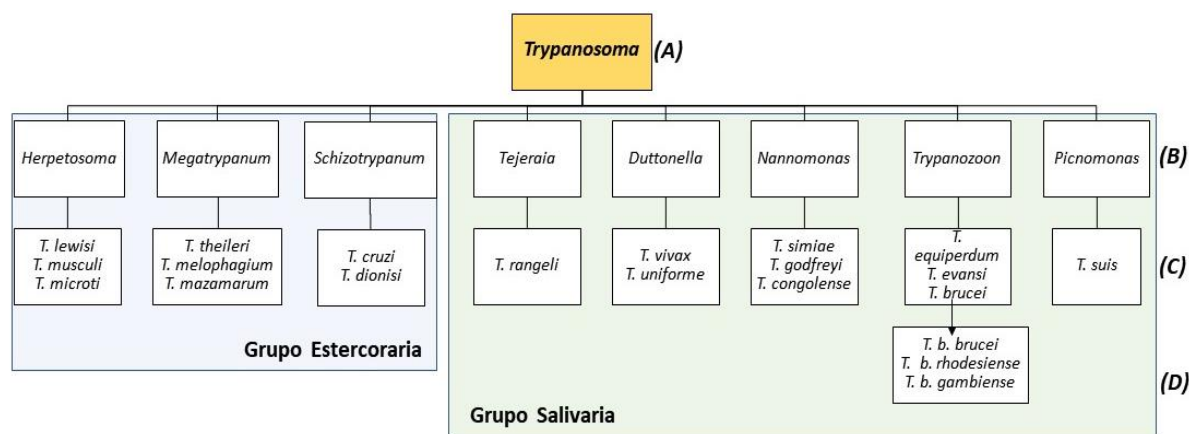 Trypanosoma (A)
Herpetosoma
Megatrypanum
Schizotrypanum
Tejeraia
Duttonella
Nannomonas
Trypanozoon
Picnomonas
(B)
T. lewisi
T. musculi
T. microti
T. theileri
T. melophagium
T. mazamarum
T. cruzi
T. dionisi
T. rangeli
T. vivax
T. uniforme
T. simiae
T. godfreyi
T. congolense
T.
equiperdum
T. evansi
T. brucei
T. suis
(C)
Grupo Estercoraria
T. b. brucei
T. b. rhodesiense
T. b. gambiense
(D)
Grupo Salivaria